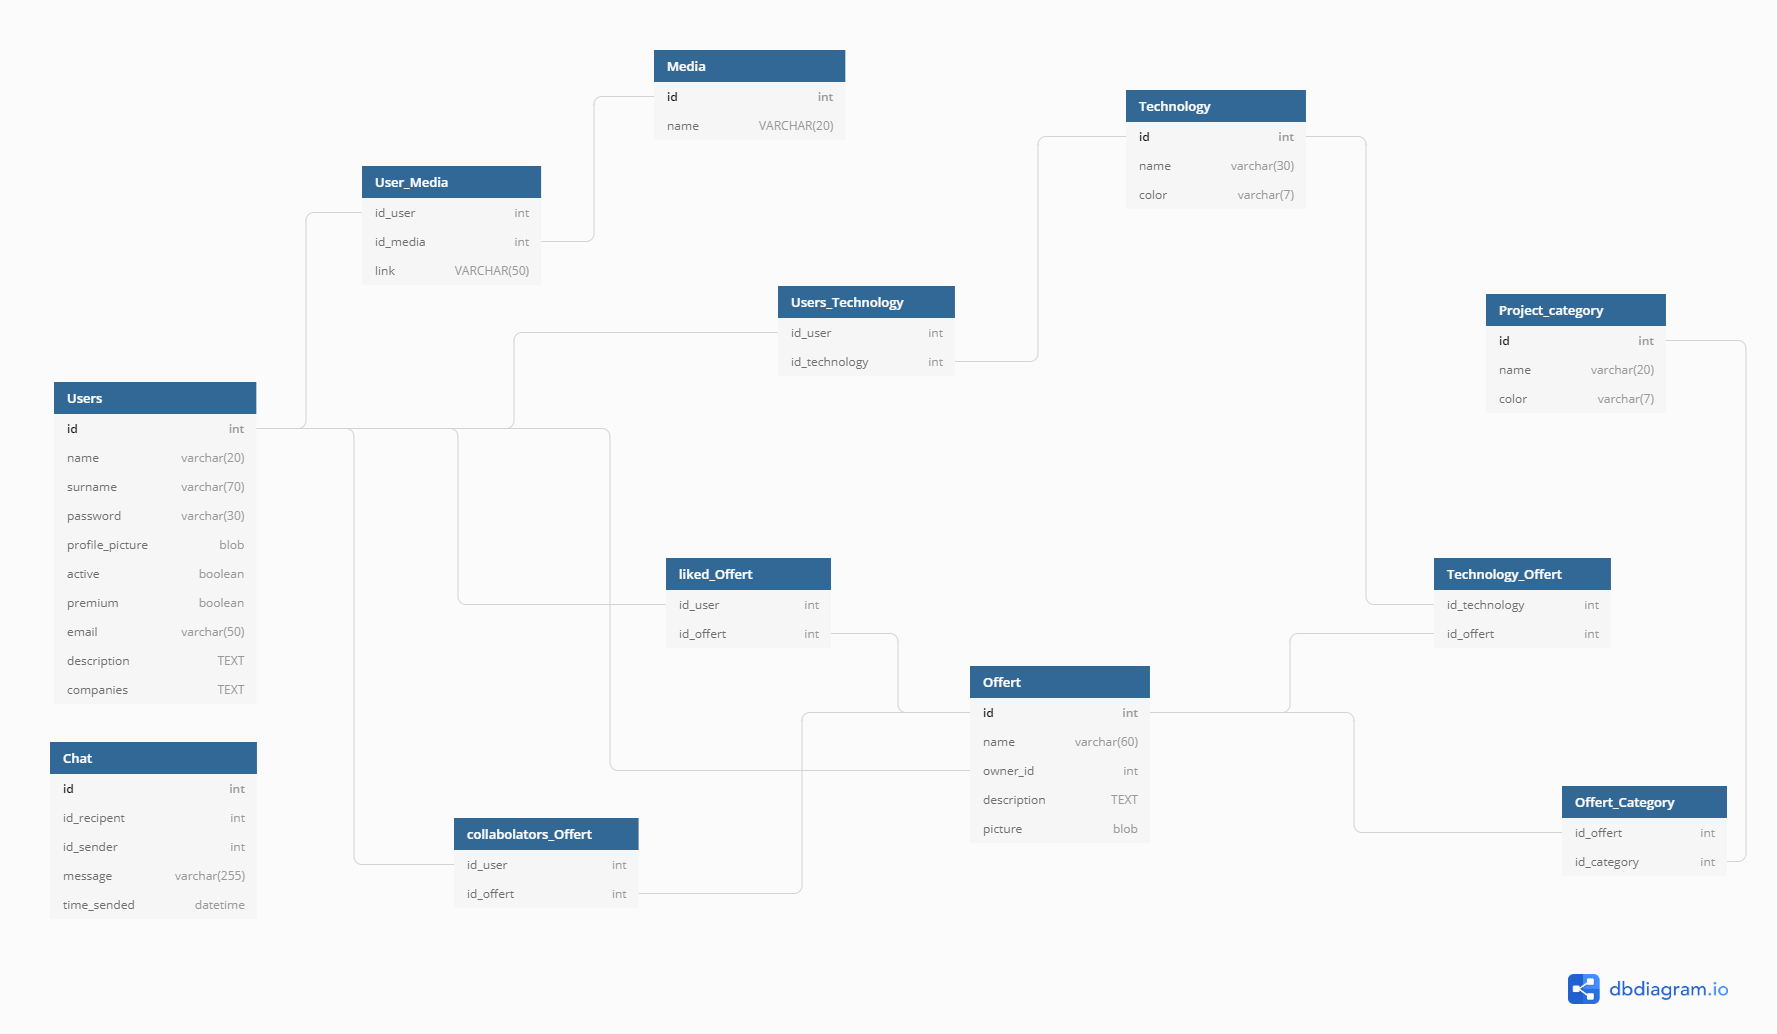 Media
id int
name VARCHAR(20)
Technology
id int
name varchar(30)
color varchar(7)
User_Media
id_user int
id_media int
link VARCHAR(50)
Users_Technology
id_user int
id_technology int
Project_category
id int
name varchar(20)
color varchar(7)
Users
id int
name varchar(20)
surname varchar(70)
password varchar(30)
profile_picture blob
active boolean
premium boolean
email varchar(50)
description TEXT
companies TEXT
liked_Offert
id_user int
id_offert int
Technology_Offert
id_technology int
id_offert int
Offert
id int
name varchar(60)
owner_id int
description TEXT
picture blob
Chat
id int
id_recipent int
id_sender int
message varchar(255)
time_sended datetime
collabolators_Offert
id_user int
id_offert int
Offert_Category
id_offert int
id_category int
dbdiagram.io